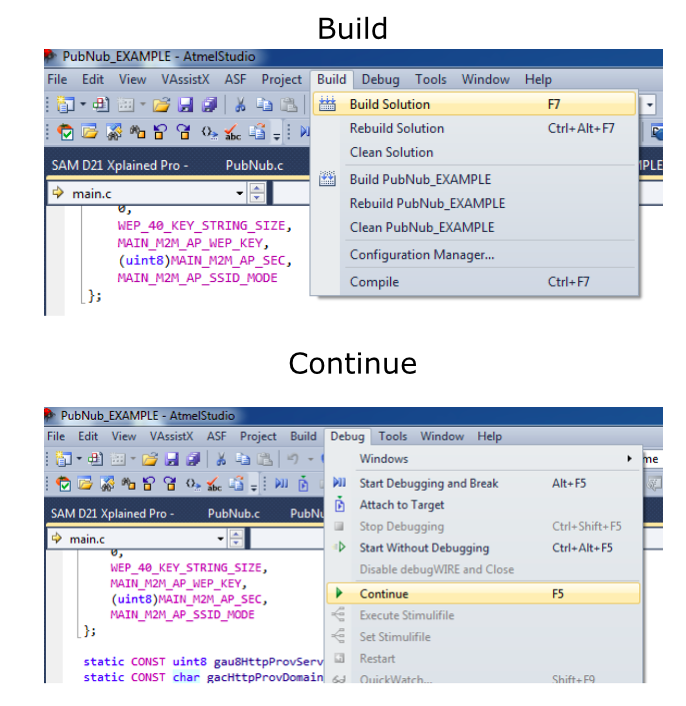 Build
PubNub_EXAMPLE - AtmelStudio
File Edit View VAssistX ASF Project Build Debug Tools Window Help
Build Solution F7
Rebuild Solution Ctrl+Alt+F7
Clean Solution
SAM D21 Xplained Pro - PubNub.c
Build PubNub_EXAMPLE
main.c
Rebuild PubNub_EXAMPLE
Clean PubNub_EXAMPLE
Configuration Manager...
Compile Ctrl+F7
0,
WEP_40_KEY_STRING_SIZE,
MAIN_M2M_AP_WEP_KEY,
(uint8)MAIN_M2M_AP_SEC,
MAIN_M2M_AP_SSID_MODE
};
Continue
PubNub_EXAMPLE - AtmelStudio
File Edit View VAssistX ASF Project Build Debug Tools Window Help
Windows
Start Debugging and Break Alt+F5
Attach to Target
Stop Debugging Ctrl+Shift+F5
Start Without Debugging Ctrl+Alt+F5
Disable debugWIRE and Close
Continue F5
Execute Stimulifile
Set Stimulifile
Restart
QuickWatch... Shift+F9
SAM D21 Xplained Pro - PubNub.c PubNu
main.c
0,
WEP_40_KEY_STRING_SIZE,
MAIN_M2M_AP_WEP_KEY,
(uint8)MAIN_M2M_AP_SEC,
MAIN_M2M_AP_SSID_MODE
};
static CONST uint8 gau8HttpProvServ
static CONST char gacHttpProvDomain